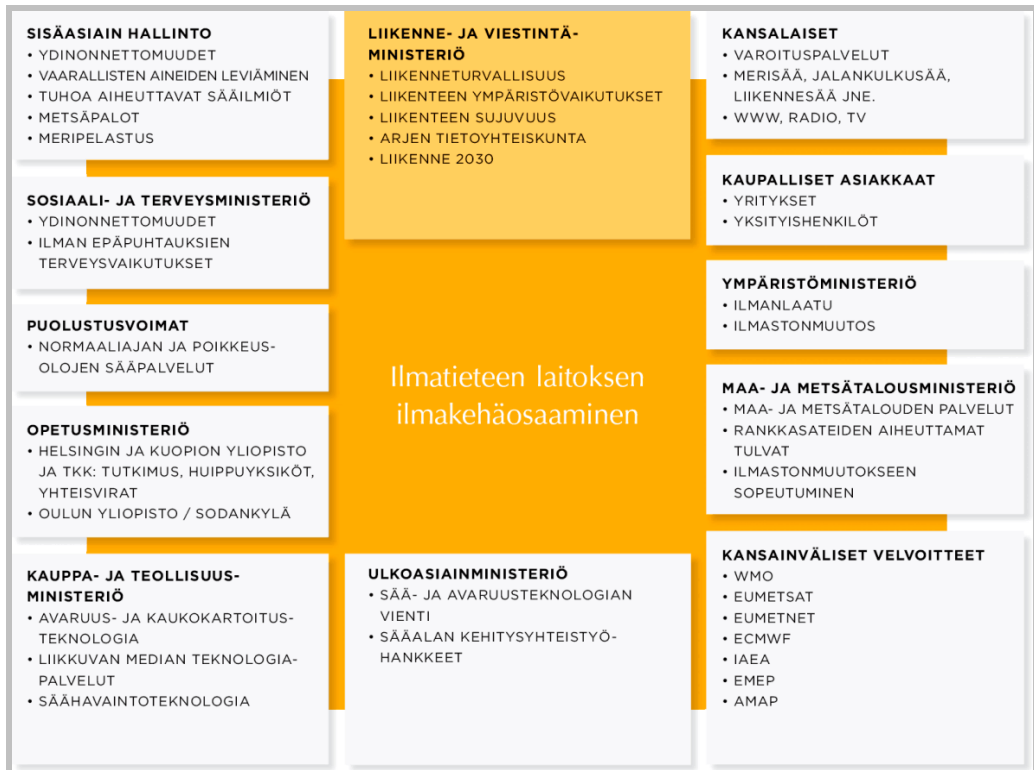 SISÄASIAIN HALLINTO
• YDINONNETTOMUUDET
• VAARALLISTEN AINEIDEN LEVIÄMINEN
• TUHOA AIHEUTTAVAT SÄÄILMIÖT
• METSÄPALOT
• MERIPELASTUS
SOSIAALI- JA TERVEYSMINISTERIÖ
• YDINONNETTOMUUDET
• ILMAN EPÄPUHTAUKSIEN
TERVEYSVAIKUTUKSET
PUOLUSTUSVOIMAT
• NORMAALIAJAN JA POIKKEUS-
OLOJEN SÄÄPALVELUT
OPETUSMINISTERIÖ
• HELSINGIN JA KUOPION YLIOPISTO
JA TKK: TUTKIMUS, HUIPPUYKSIKÖT,
YHTEISVIRAT
• OULUN YLIOPISTO / SODANKYLÄ
KAUPPA- JA TEOLLISUUS-
MINISTERIÖ
• AVARUUS- JA KAUKOKARTOITUS-
TEKNOLOGIA
• LIIKKUVAN MEDIAN TEKNOLOGIA-
PALVELUT
• SÄÄHAVAINTOTEKNOLOGIA
LIIKENNE- JA VIESTINTÄ-
MINISTERIÖ
• LIIKENNETURVALLISUUS
• LIIKENTEEN YMPÄRISTÖVAIKUTUKSET
• LIIKENTEEN SUJUVUUS
• ARJEN TIETOYHTEISKUNTA
• LIIKENNE 2030
Ilmatieteen laitoksen
ilmakehäosaaminen
ULKOASIAINMINISTERIÖ
• SÄÄ- JA AVARUUSTEKNOLOGIAN
VIENTI
• SÄÄALAN KEHITYSYHTEISTYÖ-
HANKKEET
KANSALAISET
• VAROITUSPALVELUT
• MERISÄÄ, JALANKULKUSÄÄ,
LIIKENNESÄÄ JNE.
• WWW, RADIO, TV
KAUPALLISET ASIAKKAAT
• YRITYKSET
• YKSITYISHENKILÖT
YMPÄRISTÖMINISTERIÖ
• ILMANLAATU
• ILMASTONMUUTOS
MAA- JA METSÄTALOUSMINISTERIÖ
• MAA- JA METSÄTALOUDEN PALVELUT
• RANKKASATEIDEN AIHEUTTAMAT
TULVAT
• ILMASTONMUUTOKSEEN
SOPEUTUMINEN
KANSAINVÄLISET VELVOITTEET
• WMO
• EUMETSAT
• EUMETNET
• ECMWF
• IAEA
• EMEP
• AMAP